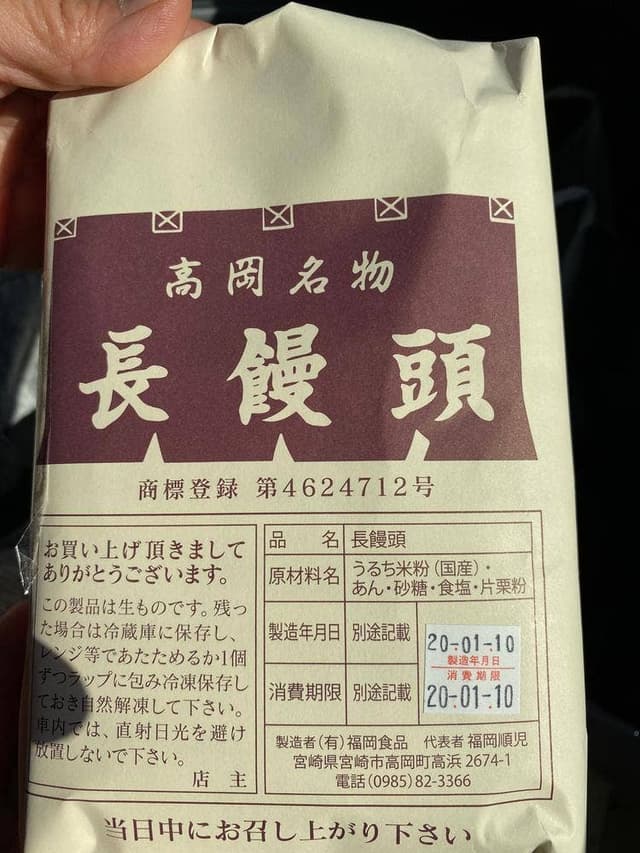 高岡名物
長饅頭
商標登録 第4624712号
お買い上げ頂きまして
ありがとうございます。
この製品は生ものです。残っ
た場合は冷蔵庫に保存し、
レンジ等であたためるか1個
ずつラップに包み冷凍保存し
ておき自然解凍して下さい。
車内では、直射日光を避け
放置しないで下さい。
店 主
品 名 長饅頭
原材料名 うるち米粉(国産)・
あん・砂糖・食塩・片栗粉
製造年月日 別途記載
消費期限 別途記載
20.-01.-10
製造年月日
消費期限
20.-01.-10
製造者(有)福岡食品 代表者 福岡順児
宮崎県宮崎市高岡町高浜 2674-1
電話(0985)82-3366
当日中にお召し上がり下さい